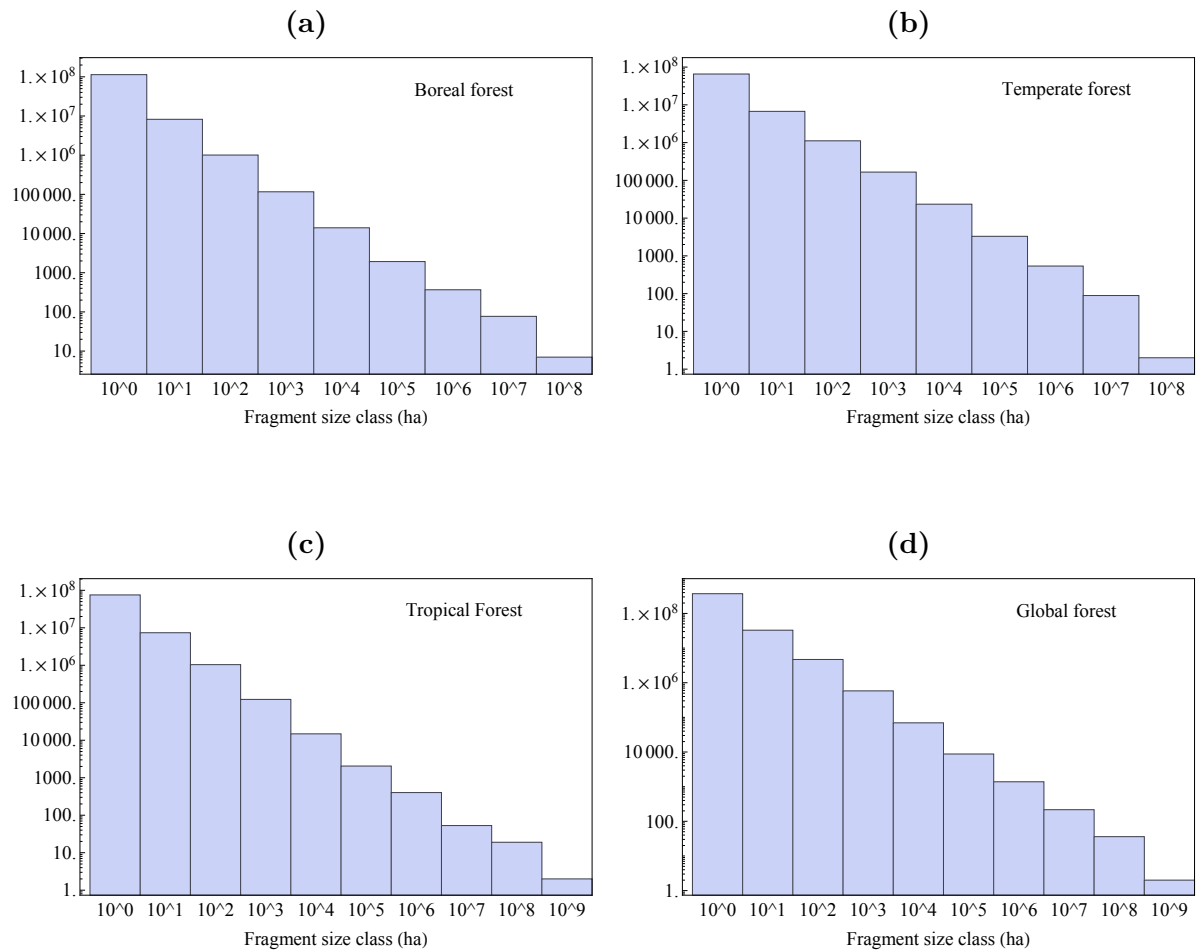 (a)
Boreal forest
1.×10^8
1.×10^7
1.×10^6
100 000.
10 000.
1000.
100.
10.
10^0 10^1 10^2 10^3 10^4 10^5 10^6 10^7 10^8
Fragment size class (ha)
(b)
Temperate forest
1.×10^8
1.×10^7
1.×10^6
100 000.
10 000.
1000.
100.
10.
1.
10^0 10^1 10^2 10^3 10^4 10^5 10^6 10^7 10^8
Fragment size class (ha)
(c)
Tropical Forest
1.×10^8
1.×10^7
1.×10^6
100 000.
10 000.
1000.
100.
10.
1.
10^0 10^1 10^2 10^3 10^4 10^5 10^6 10^7 10^8 10^9
Fragment size class (ha)
(d)
Global forest
1.×10^8
1.×10^6
10 000.
100.
1.
10^0 10^1 10^2 10^3 10^4 10^5 10^6 10^7 10^8 10^9
Fragment size class (ha)